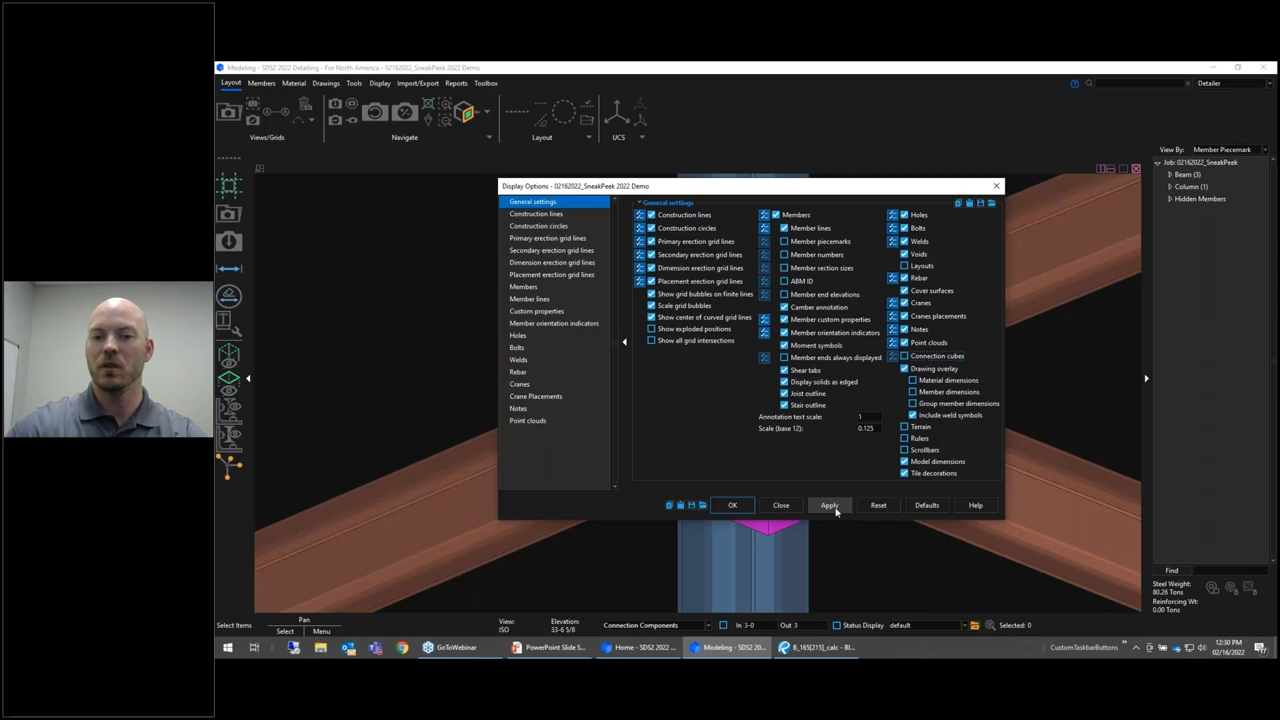 Modeling - SDS2 2022 Detailing - For North America - 02162022_SneakPeek 2022 Demo
Layout Members Material Drawings Tools Display Import/Export Reports Toolbox
Detailer
Views/Grids Navigate Layout UCS
View By: Member Piecemark
Job: 02162022_SneakPeek
Beam (3)
Column (1)
Hidden Members
Display Options - 02162022_SneakPeek 2022 Demo
General settings
Construction lines
Construction circles
Primary erection grid lines
Secondary erection grid lines
Dimension erection grid lines
Placement erection grid lines
Members
Member lines
Custom properties
Member orientation indicators
Holes
Bolts
Welds
Rebar
Cranes
Crane Placements
Notes
Point clouds
General settings
Construction lines
Construction circles
Primary erection grid lines
Secondary erection grid lines
Dimension erection grid lines
Placement erection grid lines
Show grid bubbles on finite lines
Scale grid bubbles
Show center of curved grid lines
Show exploded positions
Show all grid intersections
Members
Member lines
Member piecemarks
Member numbers
Member section sizes
ABM ID
Member end elevations
Camber annotation
Member custom properties
Member orientation indicators
Moment symbols
Member ends always displayed
Shear tabs
Display solids as edged
Joist outline
Stair outline
Annotation text scale: 1
Scale (base 12): 0.125
Holes
Bolts
Welds
Voids
Layouts
Rebar
Cover surfaces
Cranes
Cranes placements
Notes
Point clouds
Connection cubes
Drawing overlay
Material dimensions
Member dimensions
Group member dimensions
Include weld symbols
Terrain
Rulers
Scrollbars
Model dimensions
Tile decorations
OK Close Apply Reset Defaults Help
Find
Steel Weight:
80.26 Tons
Reinforcing Wt:
0.00 Tons
Select Items
Pan
Select Menu
View:
ISO
Elevation:
33-6 5/8
Connection Components
In 3-0 Out 3
Status Display default
Selected: 0
GoToWebinar
PowerPoint Slide S...
Home - SDS2 2022 ...
Modeling - SDS2 20...
B_165[215]_calc - Bl...
CustomTaskbarButtons
12:30 PM
02/16/2022
17